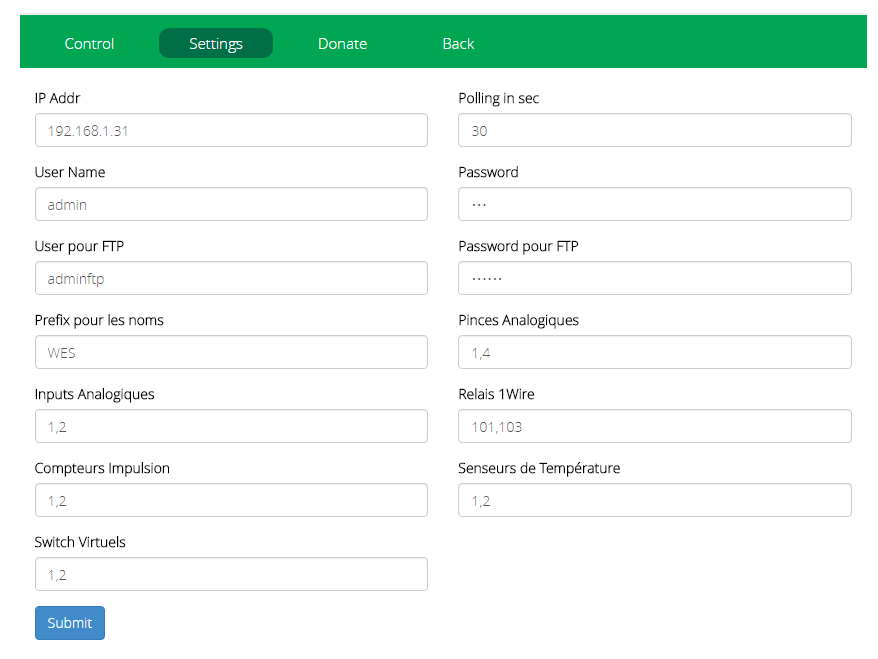 Control Settings Donate Back
IP Addr Polling in sec
192.168.1.31 30
User Name Password
admin •••
User pour FTP Password pour FTP
adminftp ••••••
Prefix pour les noms Pinces Analogiques
WES 1,4
Inputs Analogiques Relais 1Wire
1,2 101,103
Compteurs Impulsion Senseurs de Température
1,2 1,2
Switch Virtuels
1,2
Submit